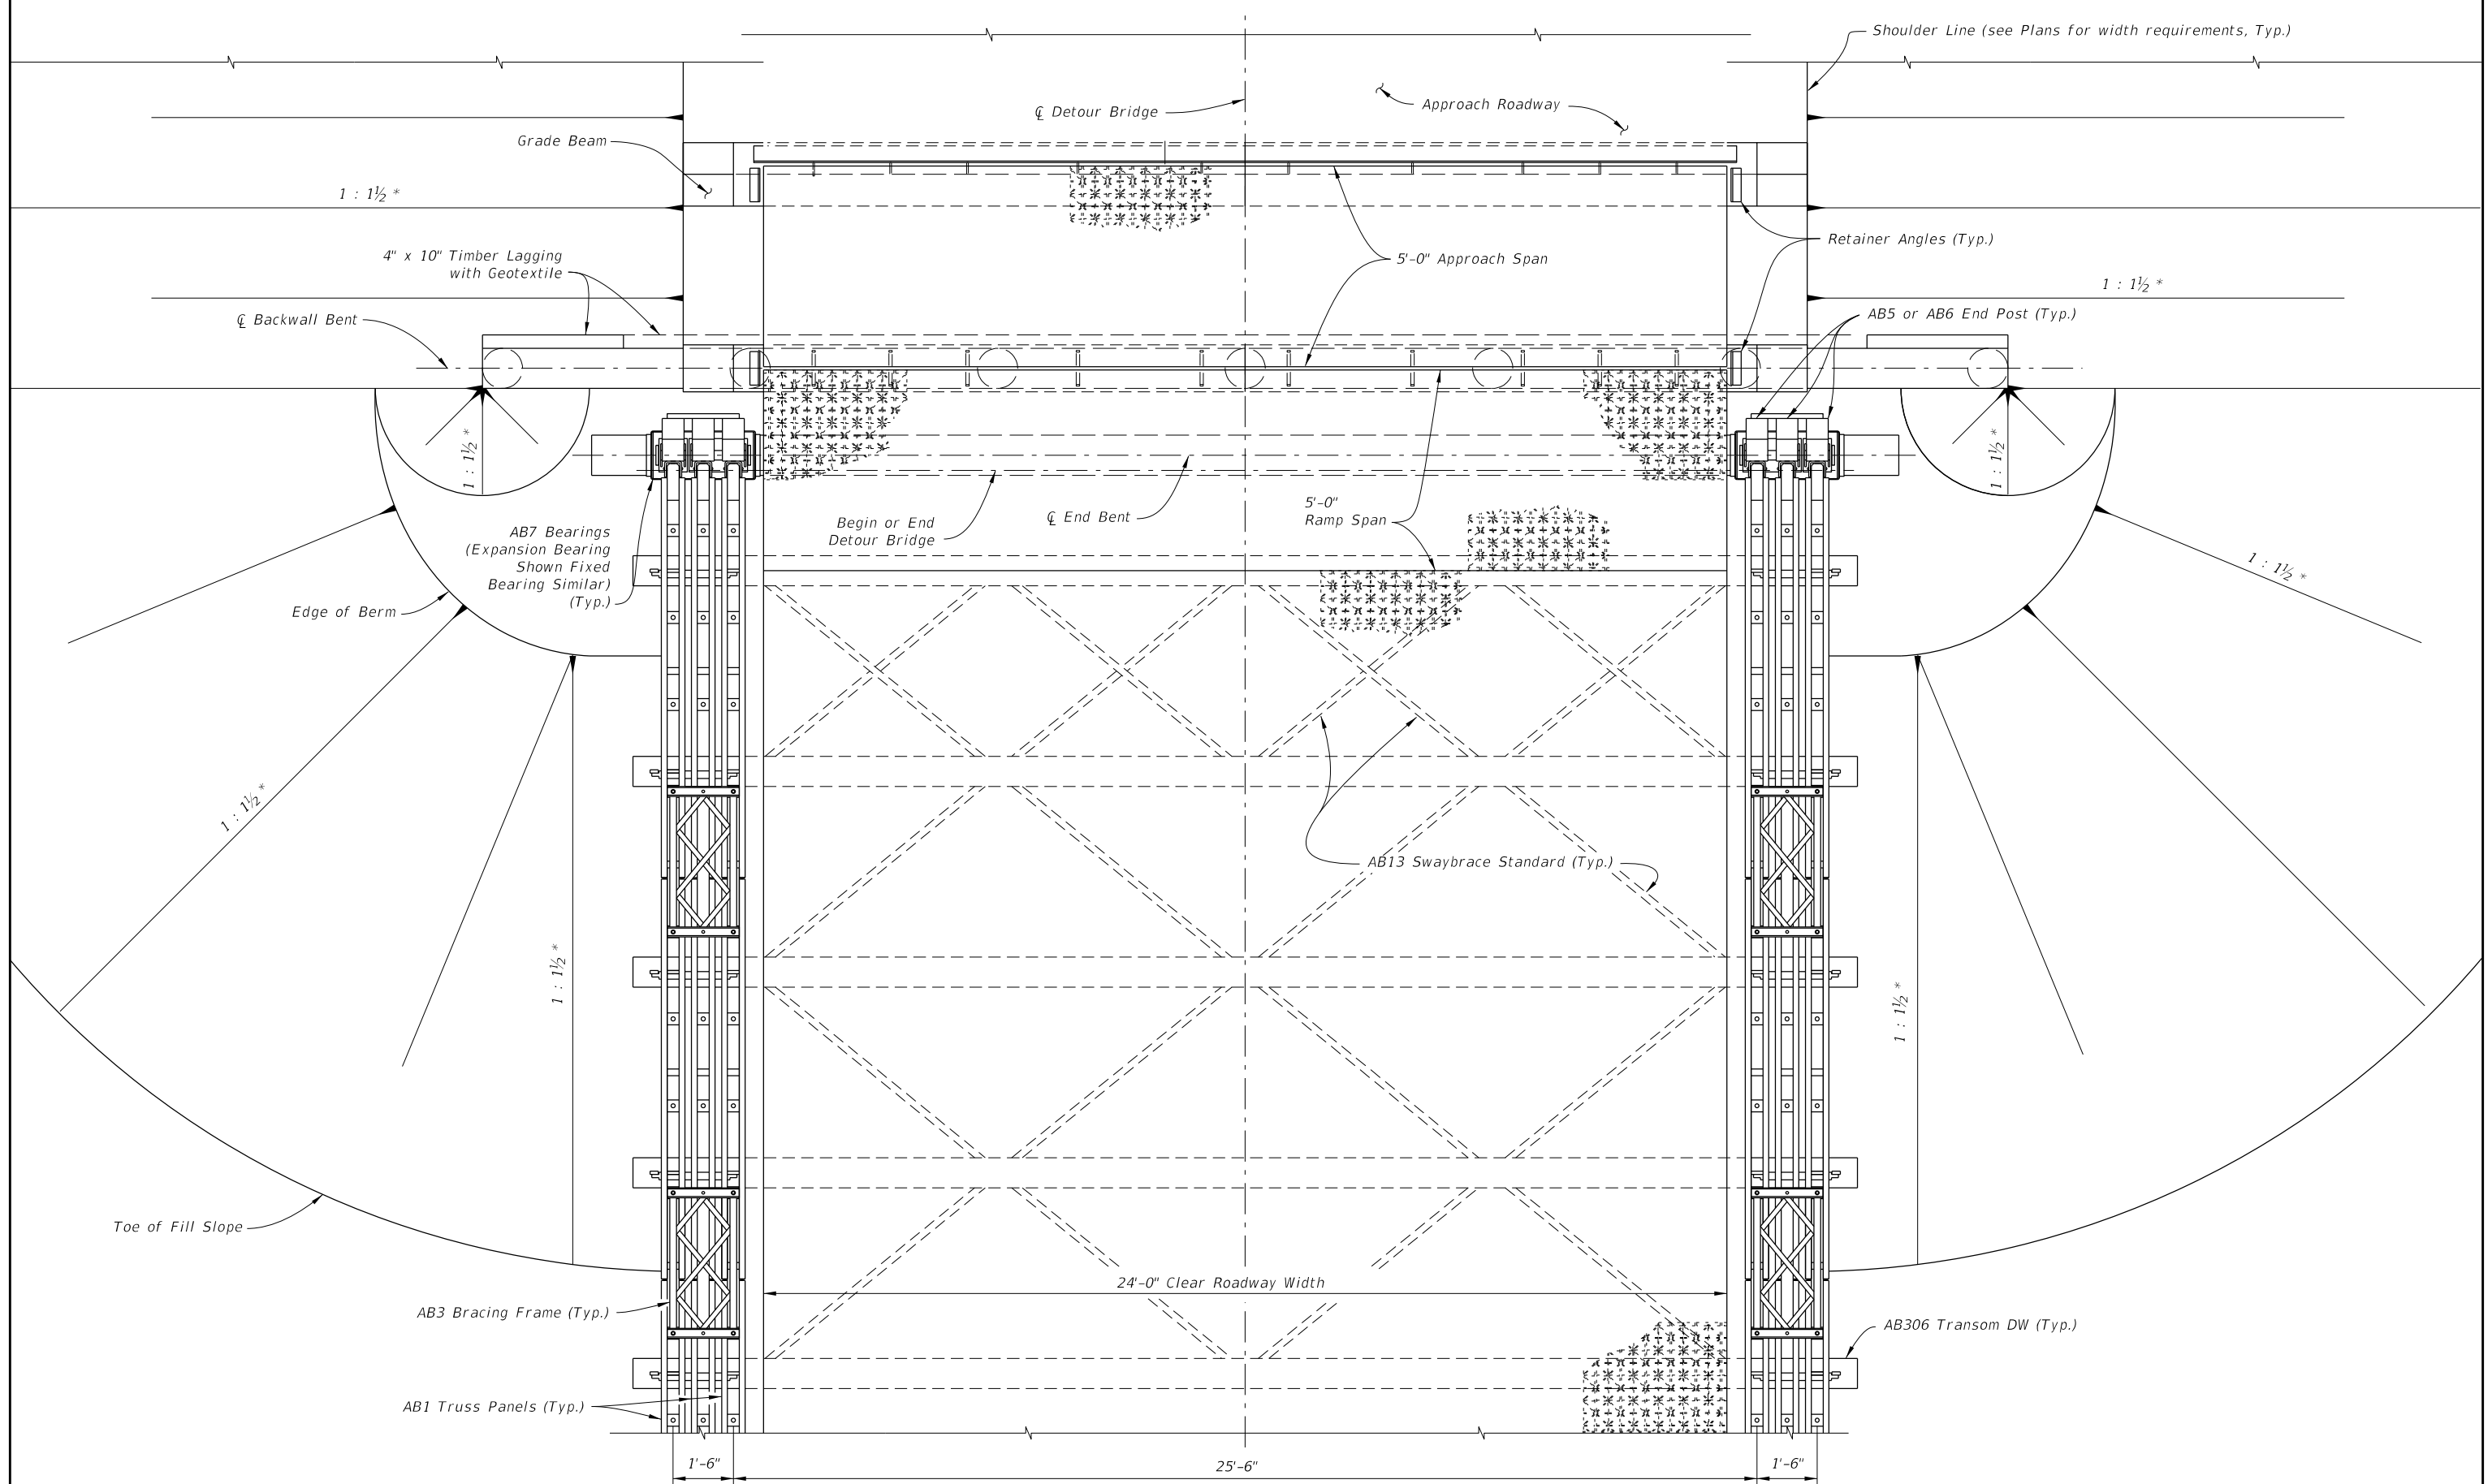 Shoulder Line (see Plans for width requirements, Typ.)
℄ Detour Bridge
Approach Roadway
Grade Beam
1 : 1½ *
Retainer Angles (Typ.)
4" x 10" Timber Lagging
with Geotextile
5'-0" Approach Span
1 : 1½ *
℄ Backwall Bent
AB5 or AB6 End Post (Typ.)
1 : 1½ *
1 : 1½ *
AB7 Bearings
(Expansion Bearing
Shown Fixed
Bearing Similar)
(Typ.)
Begin or End
Detour Bridge
℄ End Bent
5'-0"
Ramp Span
1 : 1½ *
Edge of Berm
1 : 1½ *
AB13 Swaybrace Standard (Typ.)
1 : 1½ *
1 : 1½ *
Toe of Fill Slope
24'-0" Clear Roadway Width
AB3 Bracing Frame (Typ.)
AB306 Transom DW (Typ.)
AB1 Truss Panels (Typ.)
1'-6"
25'-6"
1'-6"